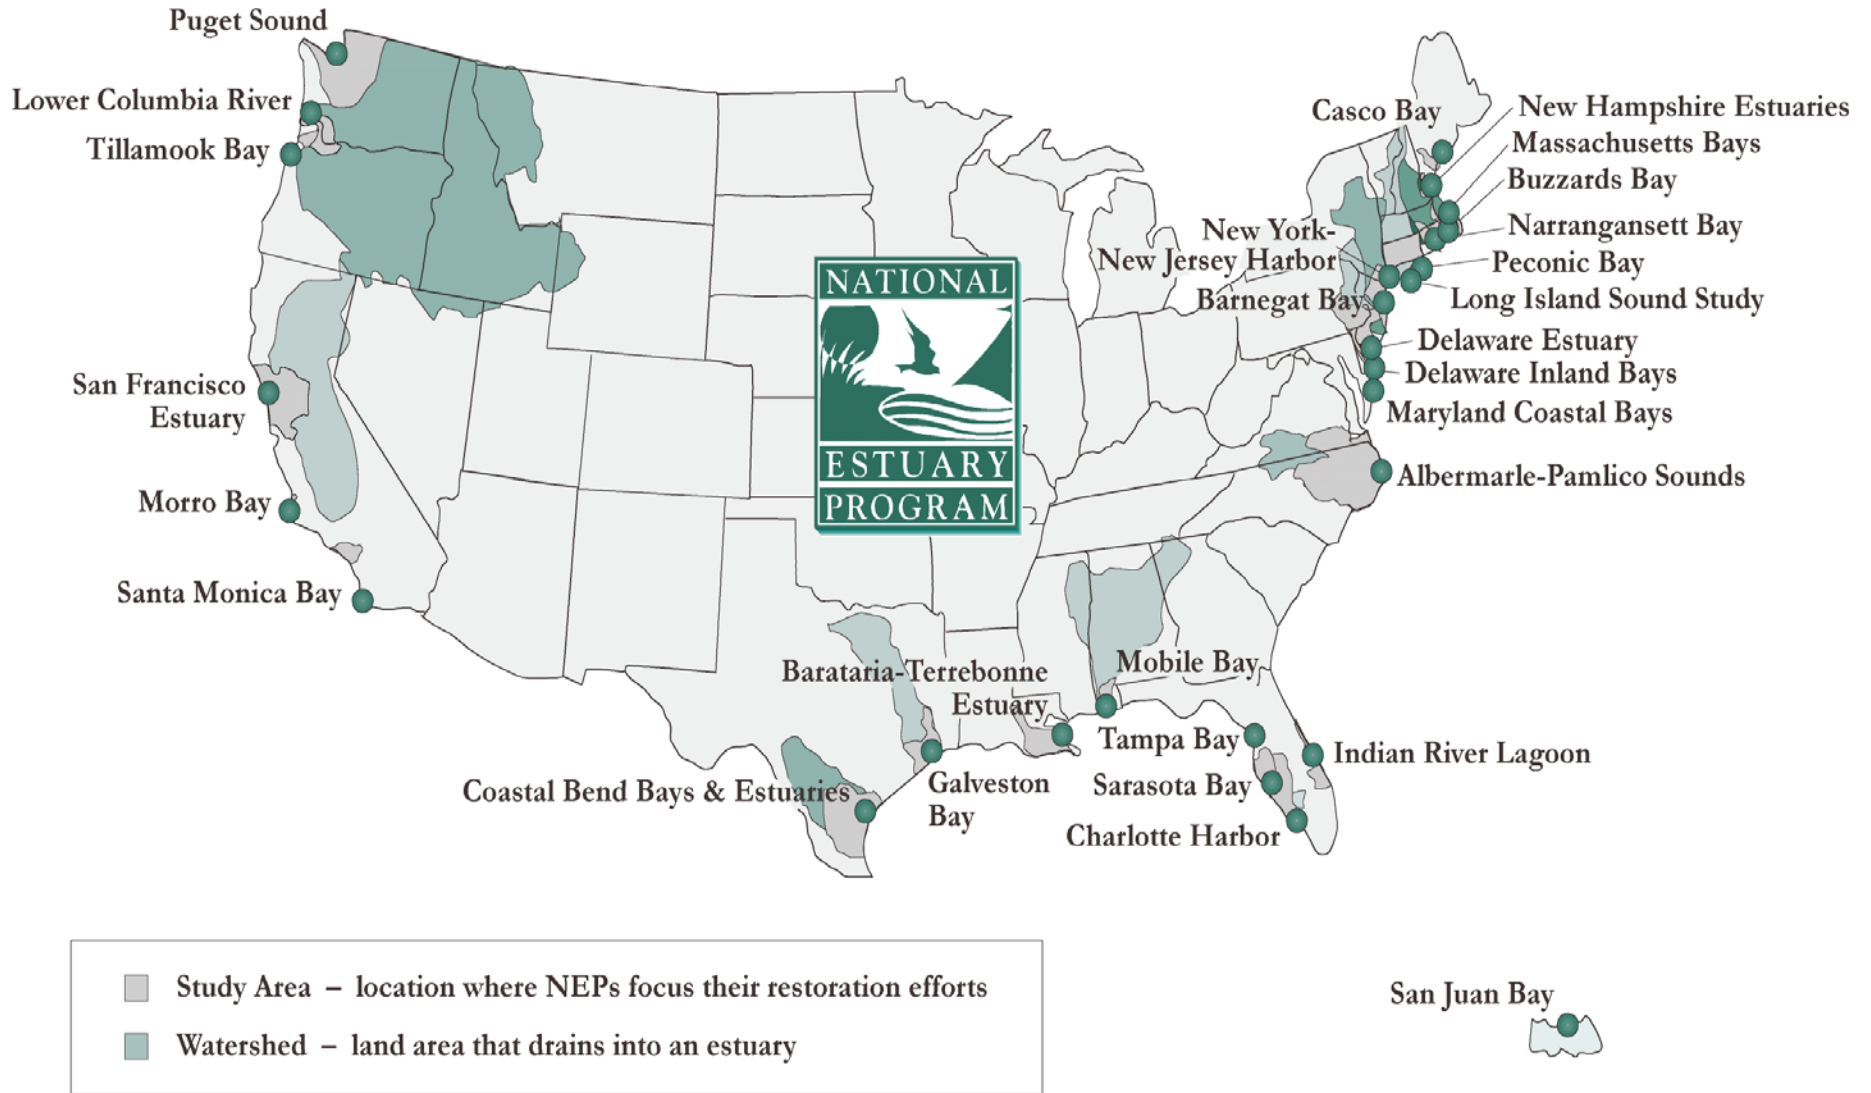 Puget Sound
Lower Columbia River
Tillamook Bay
San Francisco
Estuary
Morro Bay
Santa Monica Bay
NATIONAL
ESTUARY
PROGRAM
Casco Bay
New Hampshire Estuaries
Massachusetts Bays
Buzzards Bay
Narrangansett Bay
New York-
New Jersey Harbor
Peconic Bay
Barnegat Bay
Long Island Sound Study
Delaware Estuary
Delaware Inland Bays
Maryland Coastal Bays
Albermarle-Pamlico Sounds
Barataria-Terrebonne
Estuary
Mobile Bay
Tampa Bay
Indian River Lagoon
Sarasota Bay
Charlotte Harbor
Coastal Bend Bays & Estuaries
Galveston
Bay
Study Area – location where NEPs focus their restoration efforts
Watershed – land area that drains into an estuary
San Juan Bay